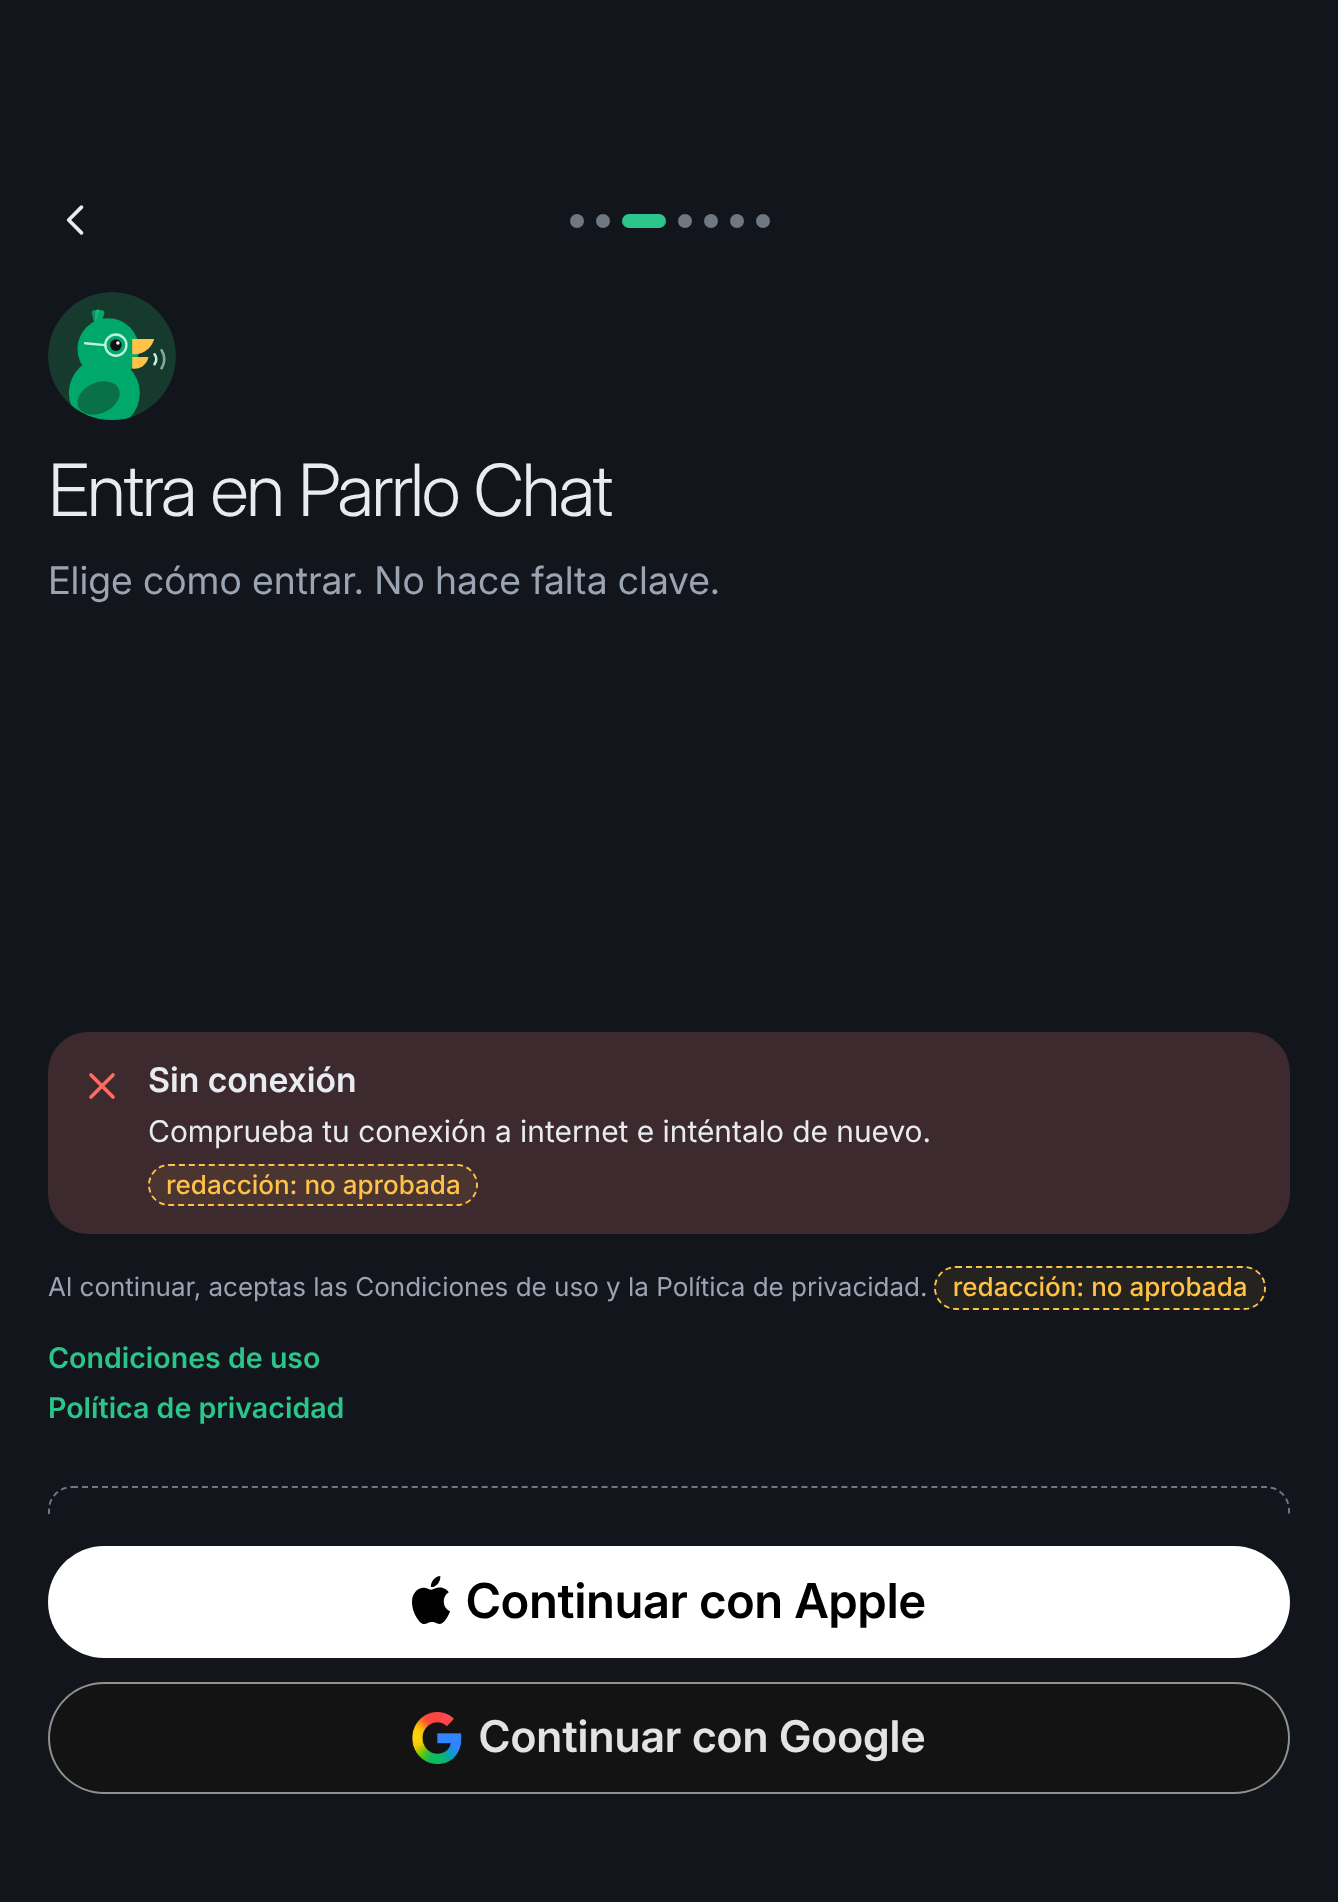 Entra en Parrlo Chat
Elige cómo entrar. No hace falta clave.
Sin conexión
Comprueba tu conexión a internet e inténtalo de nuevo.
redacción: no aprobada
Al continuar, aceptas las Condiciones de uso y la Política de privacidad. redacción: no aprobada
Condiciones de uso
Política de privacidad
Continuar con Apple
Continuar con Google